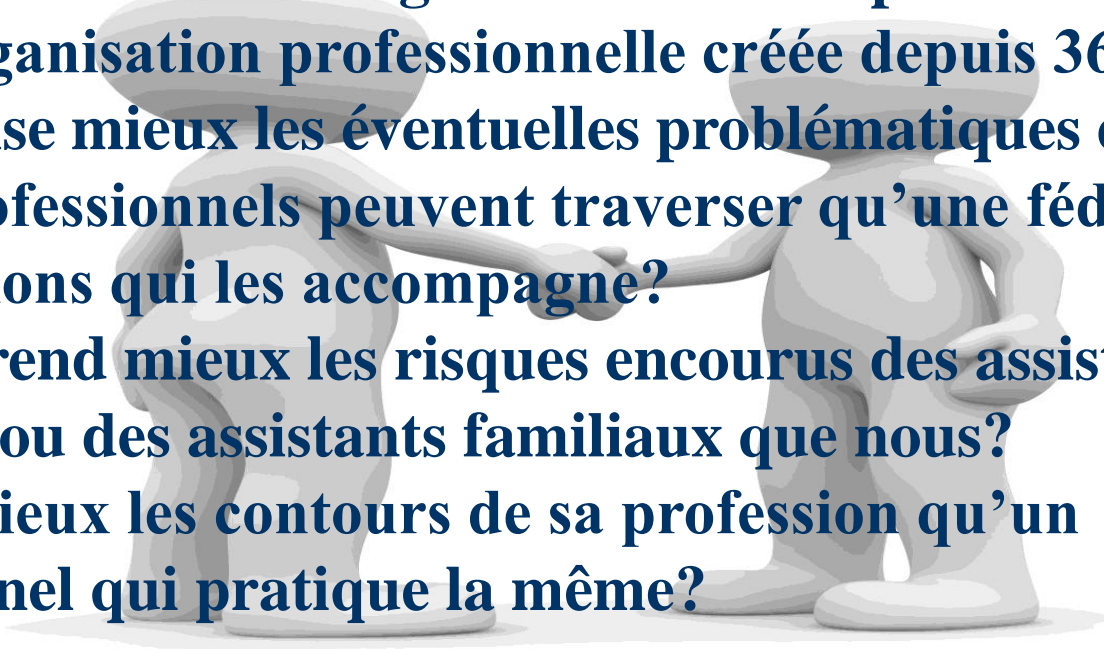 ganisation professionnelle créée depuis 36
se mieux les éventuelles problématiques
ofessionnels peuvent traverser qu’une féd
ions qui les accompagne?
rend mieux les risques encourus des assist
ou des assistants familiaux que nous?
ieux les contours de sa profession qu’un
nel qui pratique la même?